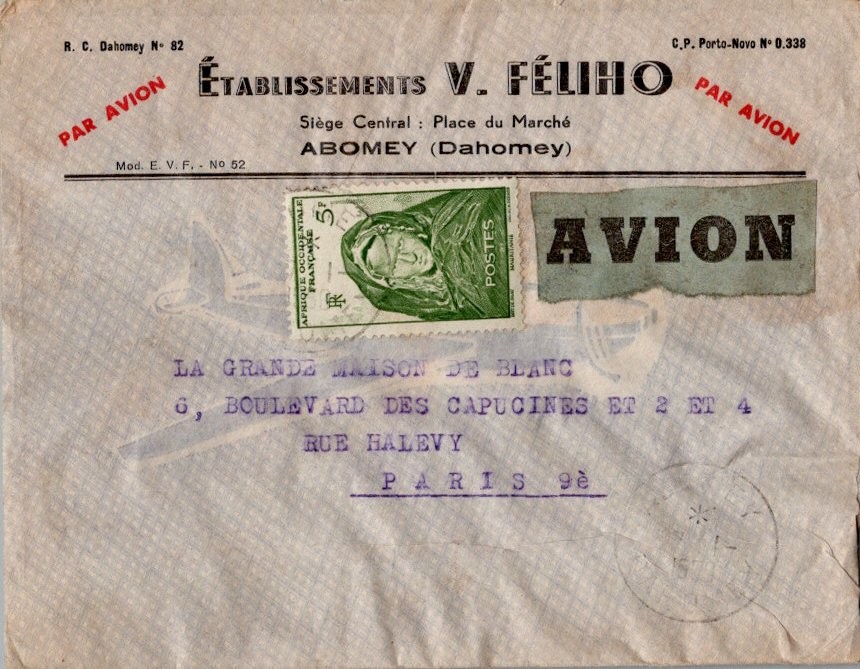 R. C. Dahomey Nº 82
C.P. Porto-Novo Nº 0.338
ÉTABLISSEMENTS V. FÉLIHO
PAR AVION
PAR AVION
Siège Central : Place du Marché
ABOMEY (Dahomey)
Mod. E. V. F. - Nº 52
AFRIQUE OCCIDENTALE
FRANÇAISE
5F
RF
POSTES
AVION
LA GRANDE MAISON DE BLANC
6, BOULEVARD DES CAPUCINES ET 2 ET 4
RUE HALEVY
PARIS 9è